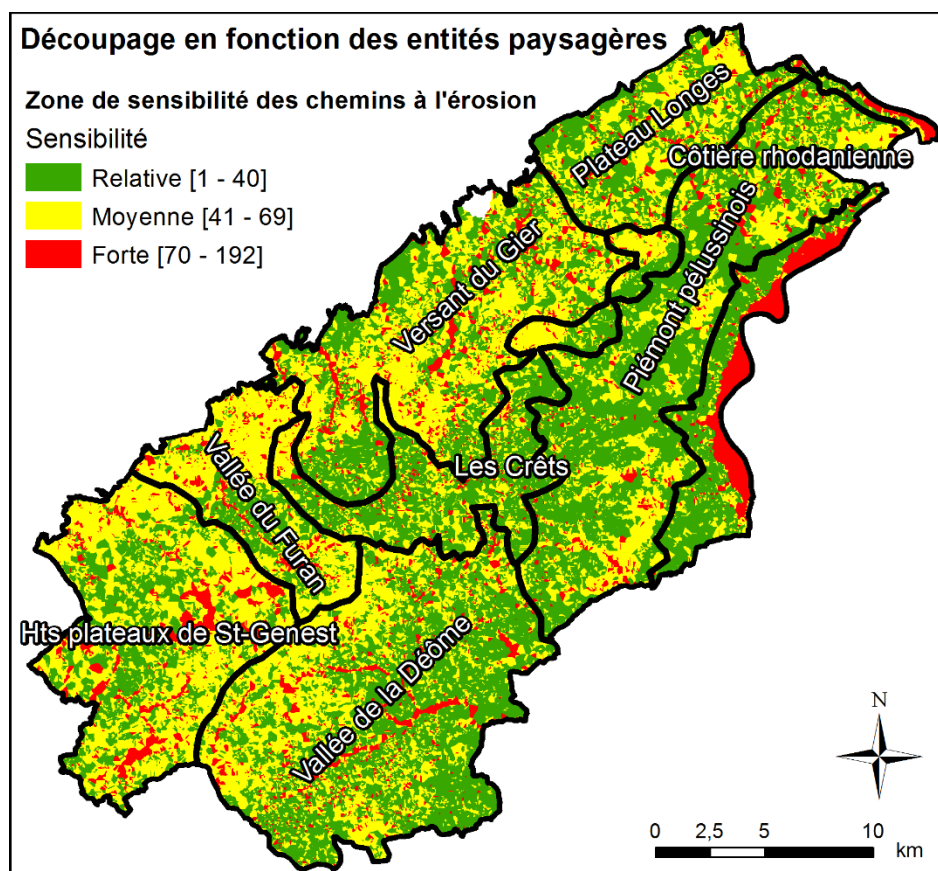 Découpage en fonction des entités paysagères
Zone de sensibilité des chemins à l'érosion
Sensibilité
Relative [1 - 40]
Moyenne [41 - 69]
Forte [70 - 192]
Plateau Longes
Côtière rhodanienne
Versant du Gier
Piémont pélussinois
Les Crêts
Vallée du Furan
Hts plateaux de St-Genest
Vallée de la Déôme
N
0 2,5 5 10
km